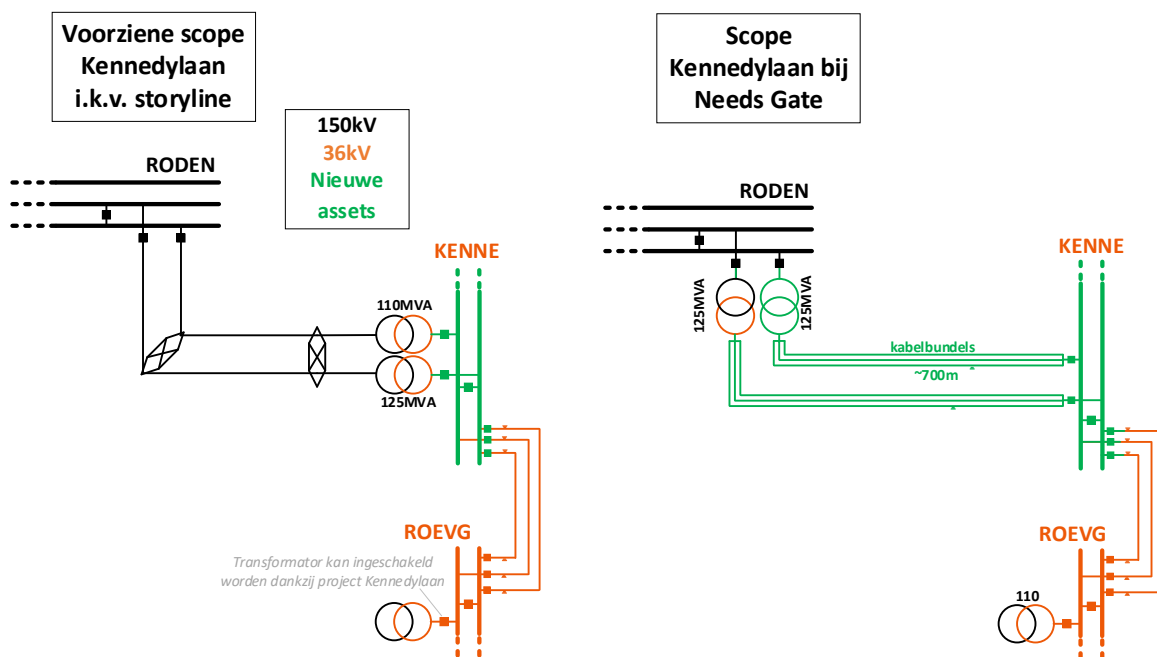 Voorziene scope
Kennedylaan
i.k.v. storyline
150kV
36kV
Nieuwe
assets
RODEN
KENNE
110MVA
125MVA
ROEVG
Transformator kan ingeschakeld
worden dankzij project Kennedylaan
Scope
Kennedylaan bij
Needs Gate
RODEN
KENNE
125MVA
125MVA
kabelbundels
~700m
ROEVG
110